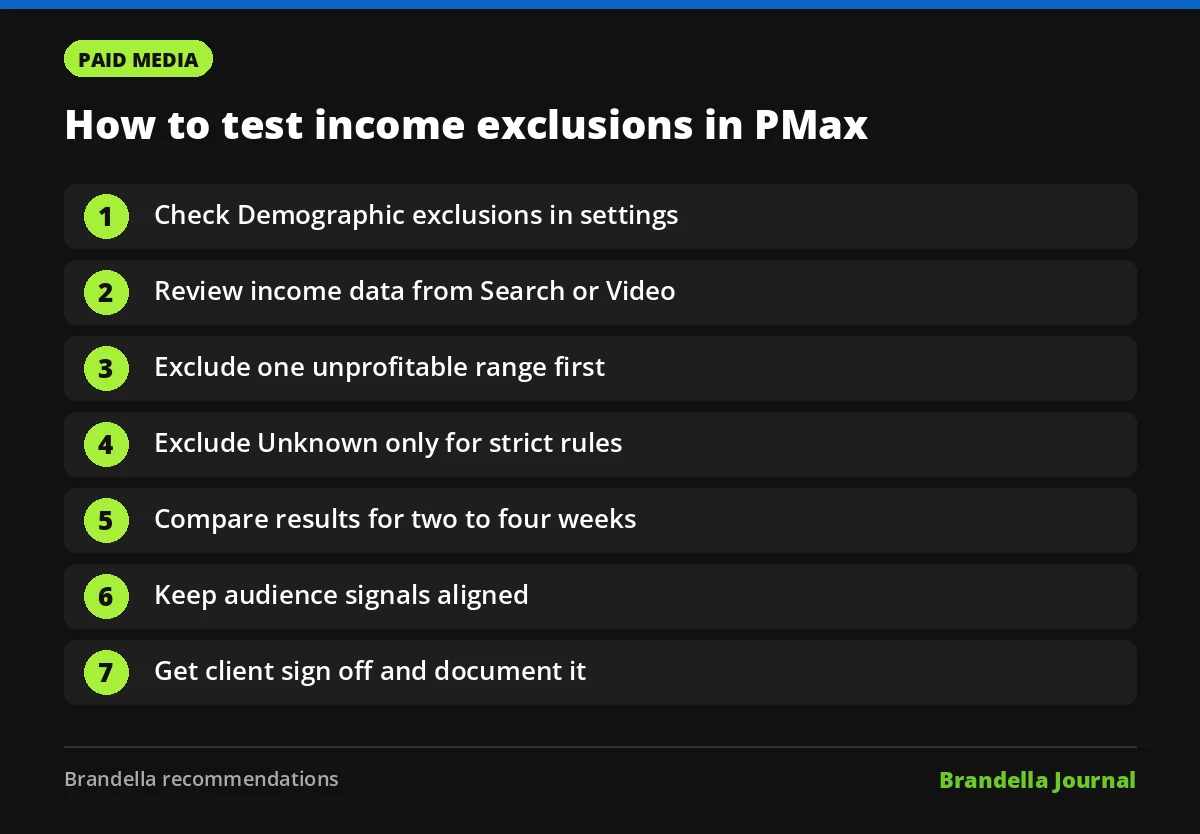 PAID MEDIA
How to test income exclusions in PMax
1 Check Demographic exclusions in settings
2 Review income data from Search or Video
3 Exclude one unprofitable range first
4 Exclude Unknown only for strict rules
5 Compare results for two to four weeks
6 Keep audience signals aligned
7 Get client sign off and document it
Brandella recommendations
Brandella Journal